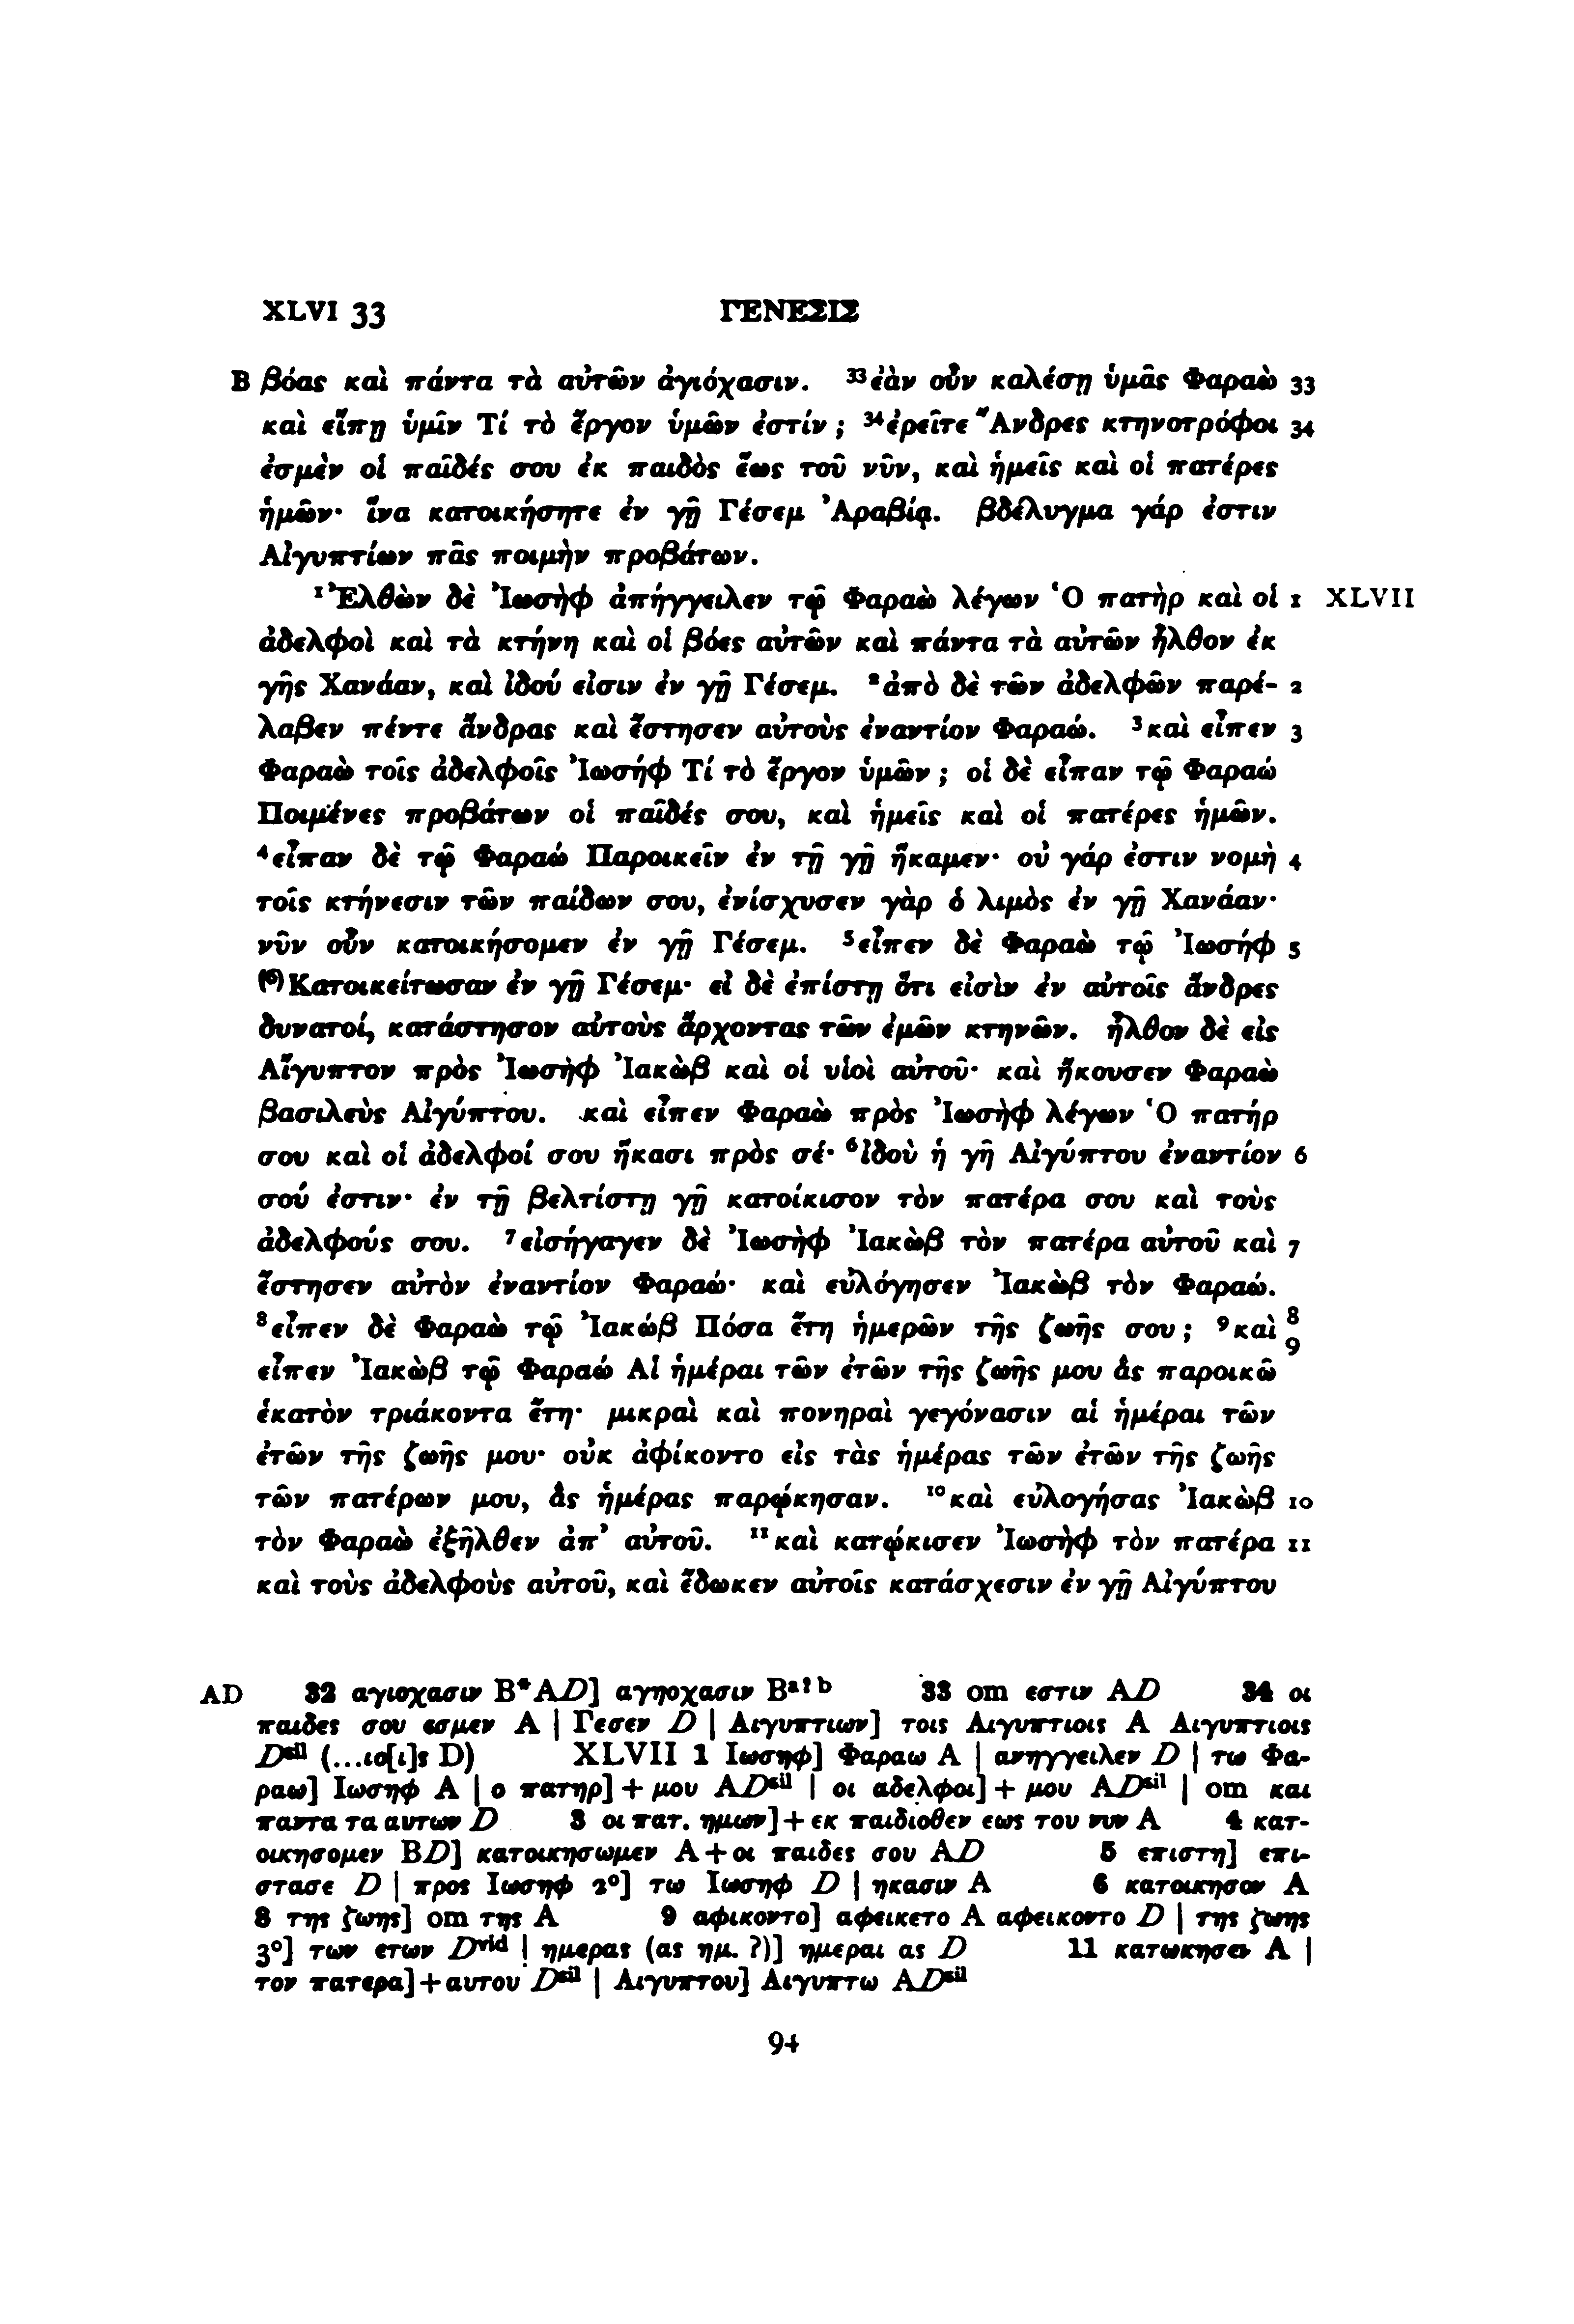 XLVI 33 ΓΕΝΕΣΙΣ
B βόας καὶ πάντα τὰ αὐτῶν ἀγιόχασιν. ³³ἐὰν οὖν καλέσῃ ὑμᾶς Φαραὼ 33
καὶ εἴπῃ ὑμῖν Τί τὸ ἔργον ὑμῶν ἐστίν; ³⁴ἐρεῖτε Ἄνδρες κτηνοτρόφοι 34
ἐσμὲν οἱ παῖδές σου ἐκ παιδὸς ἕως τοῦ νῦν, καὶ ἡμεῖς καὶ οἱ πατέρες
ἡμῶν· ἵνα κατοικήσητε ἐν γῇ Γέσεμ Ἀραβίᾳ. βδέλυγμα γάρ ἐστιν
Αἰγυπτίων πᾶς ποιμὴν προβάτων.
¹Ἐλθὼν δὲ Ἰωσὴφ ἀπήγγειλεν τῷ Φαραὼ λέγων Ὁ πατὴρ καὶ οἱ 1 XLVII
ἀδελφοὶ καὶ τὰ κτήνη καὶ οἱ βόες αὐτῶν καὶ πάντα τὰ αὐτῶν ἦλθον ἐκ
γῆς Χανάαν, καὶ ἰδού εἰσιν ἐν γῇ Γέσεμ. ²ἀπὸ δὲ τῶν ἀδελφῶν παρέ- 2
λαβεν πέντε ἄνδρας καὶ ἔστησεν αὐτοὺς ἐναντίον Φαραώ. ³καὶ εἶπεν 3
Φαραὼ τοῖς ἀδελφοῖς Ἰωσήφ Τί τὸ ἔργον ὑμῶν; οἱ δὲ εἶπαν τῷ Φαραώ
Ποιμένες προβάτων οἱ παῖδές σου, καὶ ἡμεῖς καὶ οἱ πατέρες ἡμῶν.
⁴εἶπαν δὲ τῷ Φαραώ Παροικεῖν ἐν τῇ γῇ ἥκαμεν· οὐ γάρ ἐστιν νομὴ 4
τοῖς κτήνεσιν τῶν παίδων σου, ἐνίσχυσεν γὰρ ὁ λιμὸς ἐν γῇ Χανάαν·
νῦν οὖν κατοικήσομεν ἐν γῇ Γέσεμ. ⁵εἶπεν δὲ Φαραὼ τῷ Ἰωσήφ 5
⁽⁶⁾Κατοικείτωσαν ἐν γῇ Γέσεμ· εἰ δὲ ἐπίστῃ ὅτι εἰσὶν ἐν αὐτοῖς ἄνδρες
δυνατοί, κατάστησον αὐτοὺς ἄρχοντας τῶν ἐμῶν κτηνῶν. ἦλθον δὲ εἰς
Αἴγυπτον πρὸς Ἰωσὴφ Ἰακὼβ καὶ οἱ υἱοὶ αὐτοῦ· καὶ ἤκουσεν Φαραὼ
βασιλεὺς Αἰγύπτου. καὶ εἶπεν Φαραὼ πρὸς Ἰωσὴφ λέγων Ὁ πατήρ
σου καὶ οἱ ἀδελφοί σου ἥκασι πρὸς σέ· ⁶ἰδοὺ ἡ γῆ Αἰγύπτου ἐναντίον 6
σού ἐστιν· ἐν τῇ βελτίστῃ γῇ κατοίκισον τὸν πατέρα σου καὶ τοὺς
ἀδελφούς σου. ⁷εἰσήγαγεν δὲ Ἰωσὴφ Ἰακὼβ τὸν πατέρα αὐτοῦ καὶ 7
ἔστησεν αὐτὸν ἐναντίον Φαραώ· καὶ εὐλόγησεν Ἰακὼβ τὸν Φαραώ.
⁸εἶπεν δὲ Φαραὼ τῷ Ἰακώβ Πόσα ἔτη ἡμερῶν τῆς ζωῆς σου; ⁹καὶ 8 9
εἶπεν Ἰακὼβ τῷ Φαραώ Αἱ ἡμέραι τῶν ἐτῶν τῆς ζωῆς μου ἃς παροικῶ
ἑκατὸν τριάκοντα ἔτη· μικραὶ καὶ πονηραὶ γεγόνασιν αἱ ἡμέραι τῶν
ἐτῶν τῆς ζωῆς μου· οὐκ ἀφίκοντο εἰς τὰς ἡμέρας τῶν ἐτῶν τῆς ζωῆς
τῶν πατέρων μου, ἃς ἡμέρας παρῴκησαν. ¹⁰καὶ εὐλογήσας Ἰακὼβ 10
τὸν Φαραὼ ἐξῆλθεν ἀπ’ αὐτοῦ. ¹¹καὶ κατῴκισεν Ἰωσὴφ τὸν πατέρα 11
καὶ τοὺς ἀδελφοὺς αὐτοῦ, καὶ ἔδωκεν αὐτοῖς κατάσχεσιν ἐν γῇ Αἰγύπτου
AD 32 αγιοχασιν B*AD] αγηοχασιν Bᵃ?ᵇ 33 om εστιν AD 34 οι
παιδες σου εσμεν A | Γεσεν D | Αιγυπτιων] τοις Αιγυπτιοις A Αιγυπτιοις
Dˢⁱˡ (...ιο[ι]ς D) XLVII 1 Ιωσηφ] Φαραω A | ανηγγειλεν D | τω Φα-
ραω] Ιωσηφ A | ο πατηρ] + μου ADˢⁱˡ | οι αδελφοι] + μου ADˢⁱˡ | om και
παντα τα αυτων D 3 οι πατ. ημων] + εκ παιδιοθεν εως του νυν A 4 κατ-
οικησομεν BD] κατοικησωμεν A + οι παιδες σου AD 5 επιστη] επι-
στασε D | προς Ιωσηφ 2°] τω Ιωσηφ D | ηκασιν A 6 κατοικησον A
8 της ζωης] om της A 9 αφικοντο] αφεικετο A αφεικοντο D | της ζωης
3°] των ετων Dᵛⁱᵈ | ημερας (ας ημ. ?)] ημεραι ας D 11 κατωκησεν A |
τον πατερα] + αυτου Dˢⁱˡ | Αιγυπτου] Αιγυπτω ADˢⁱˡ
94